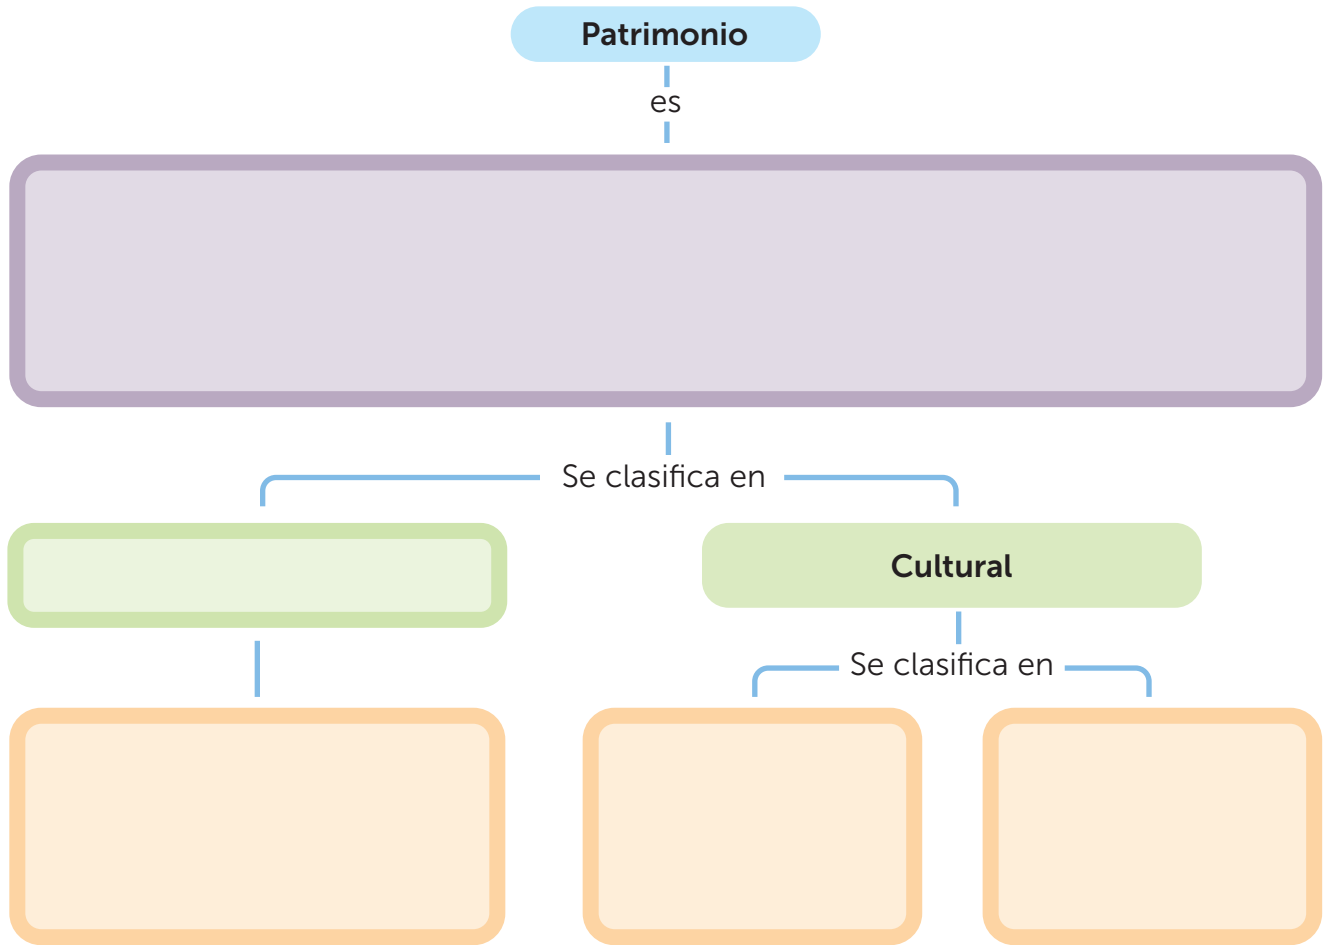 Patrimonio
es
Se clasifica en
Cultural
Se clasifica en